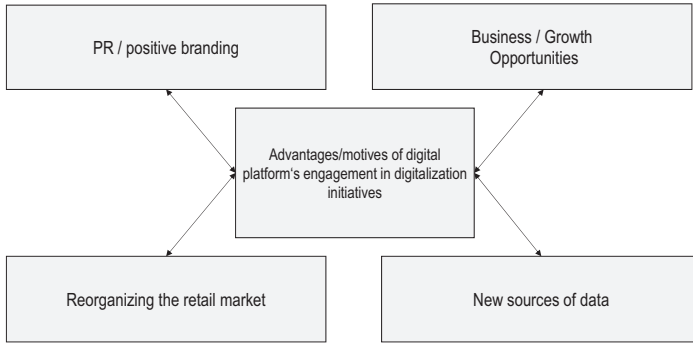 PR / positive branding
Business / Growth
Opportunities
Advantages/motives of digital
platform‘s engagement in digitalization
initiatives
Reorganizing the retail market
New sources of data